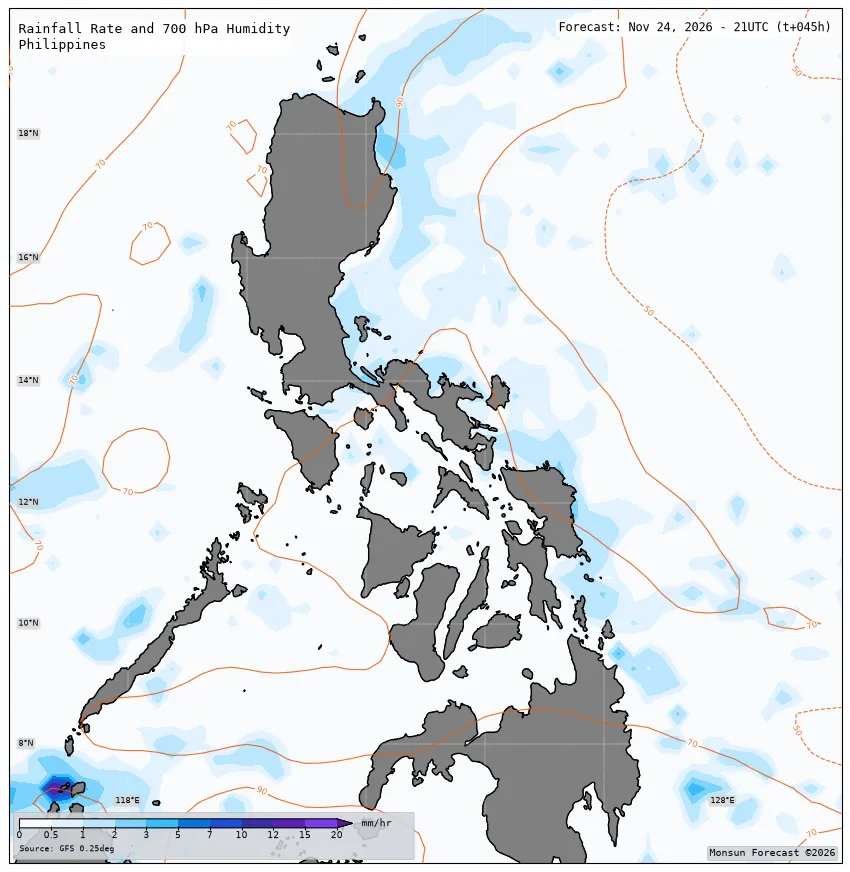 Rainfall Rate and 700 hPa Humidity
Philippines
Forecast: Nov 24, 2026 - 21UTC (t+045h)
50
90
70
18°N
70
70
70
16°N
50
14°N
70
70
12°N
70
10°N
70
50
8°N
70
90
118°E
128°E
mm/hr
0 0.5 1 2 3 5 7 10 12 15 20
70
Source: GFS 0.25deg
Monsun Forecast ©2026